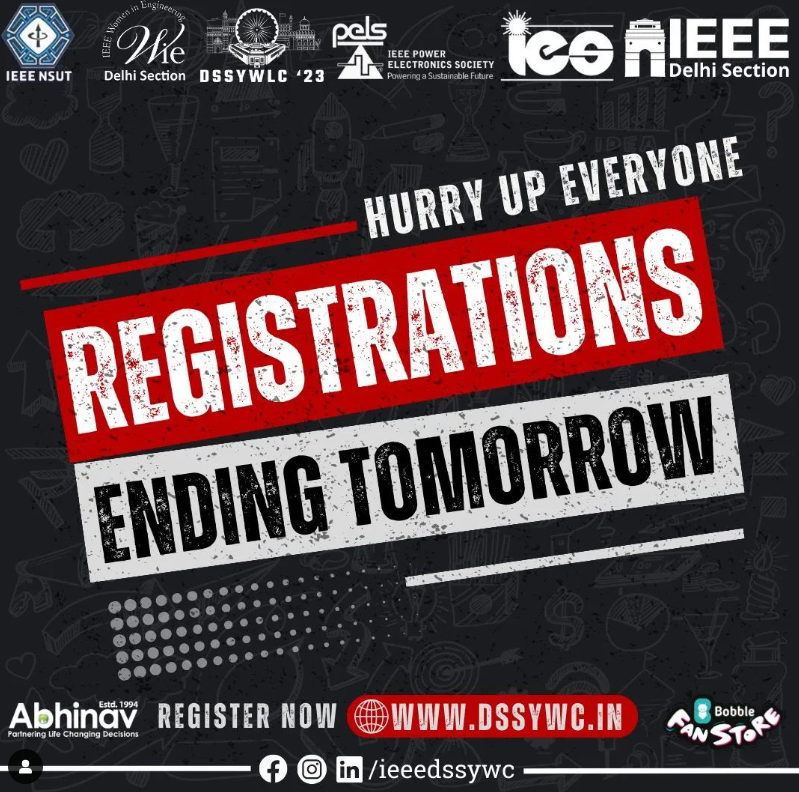 IEEE NSUT
IEEE Women in Engineering
Wie
Delhi Section
DSSYWLC ‘23
pels
IEEE POWER
ELECTRONICS SOCIETY
Powering a Sustainable Future
ies
IEEE
Delhi Section
HURRY UP EVERYONE
REGISTRATIONS
ENDING TOMORROW
Estd. 1994
Abhinav
Partnering Life Changing Decisions
REGISTER NOW WWW.DSSYWC.IN
Bobble
FAN STORE
/ieeedssywc